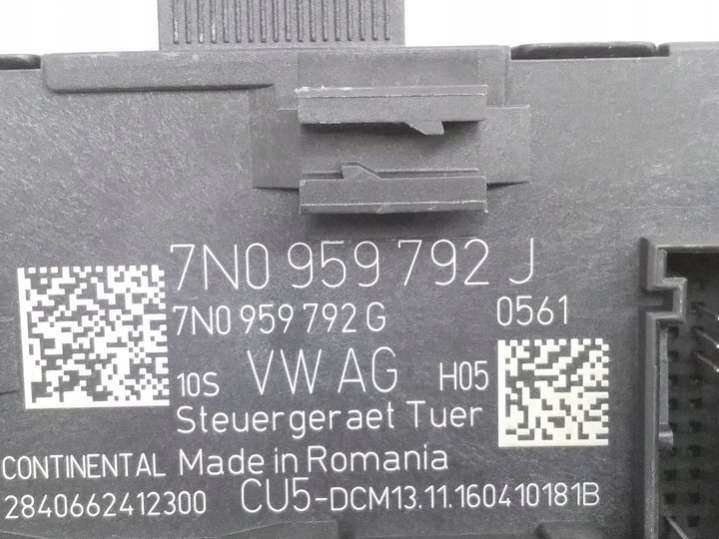 7N0 959 792 J
7N0 959 792 G 0561
10S VW AG H05
Steuergeraet Tuer
CONTINENTAL Made in Romania
2840662412300 CU5-DCM13.11.160410181B